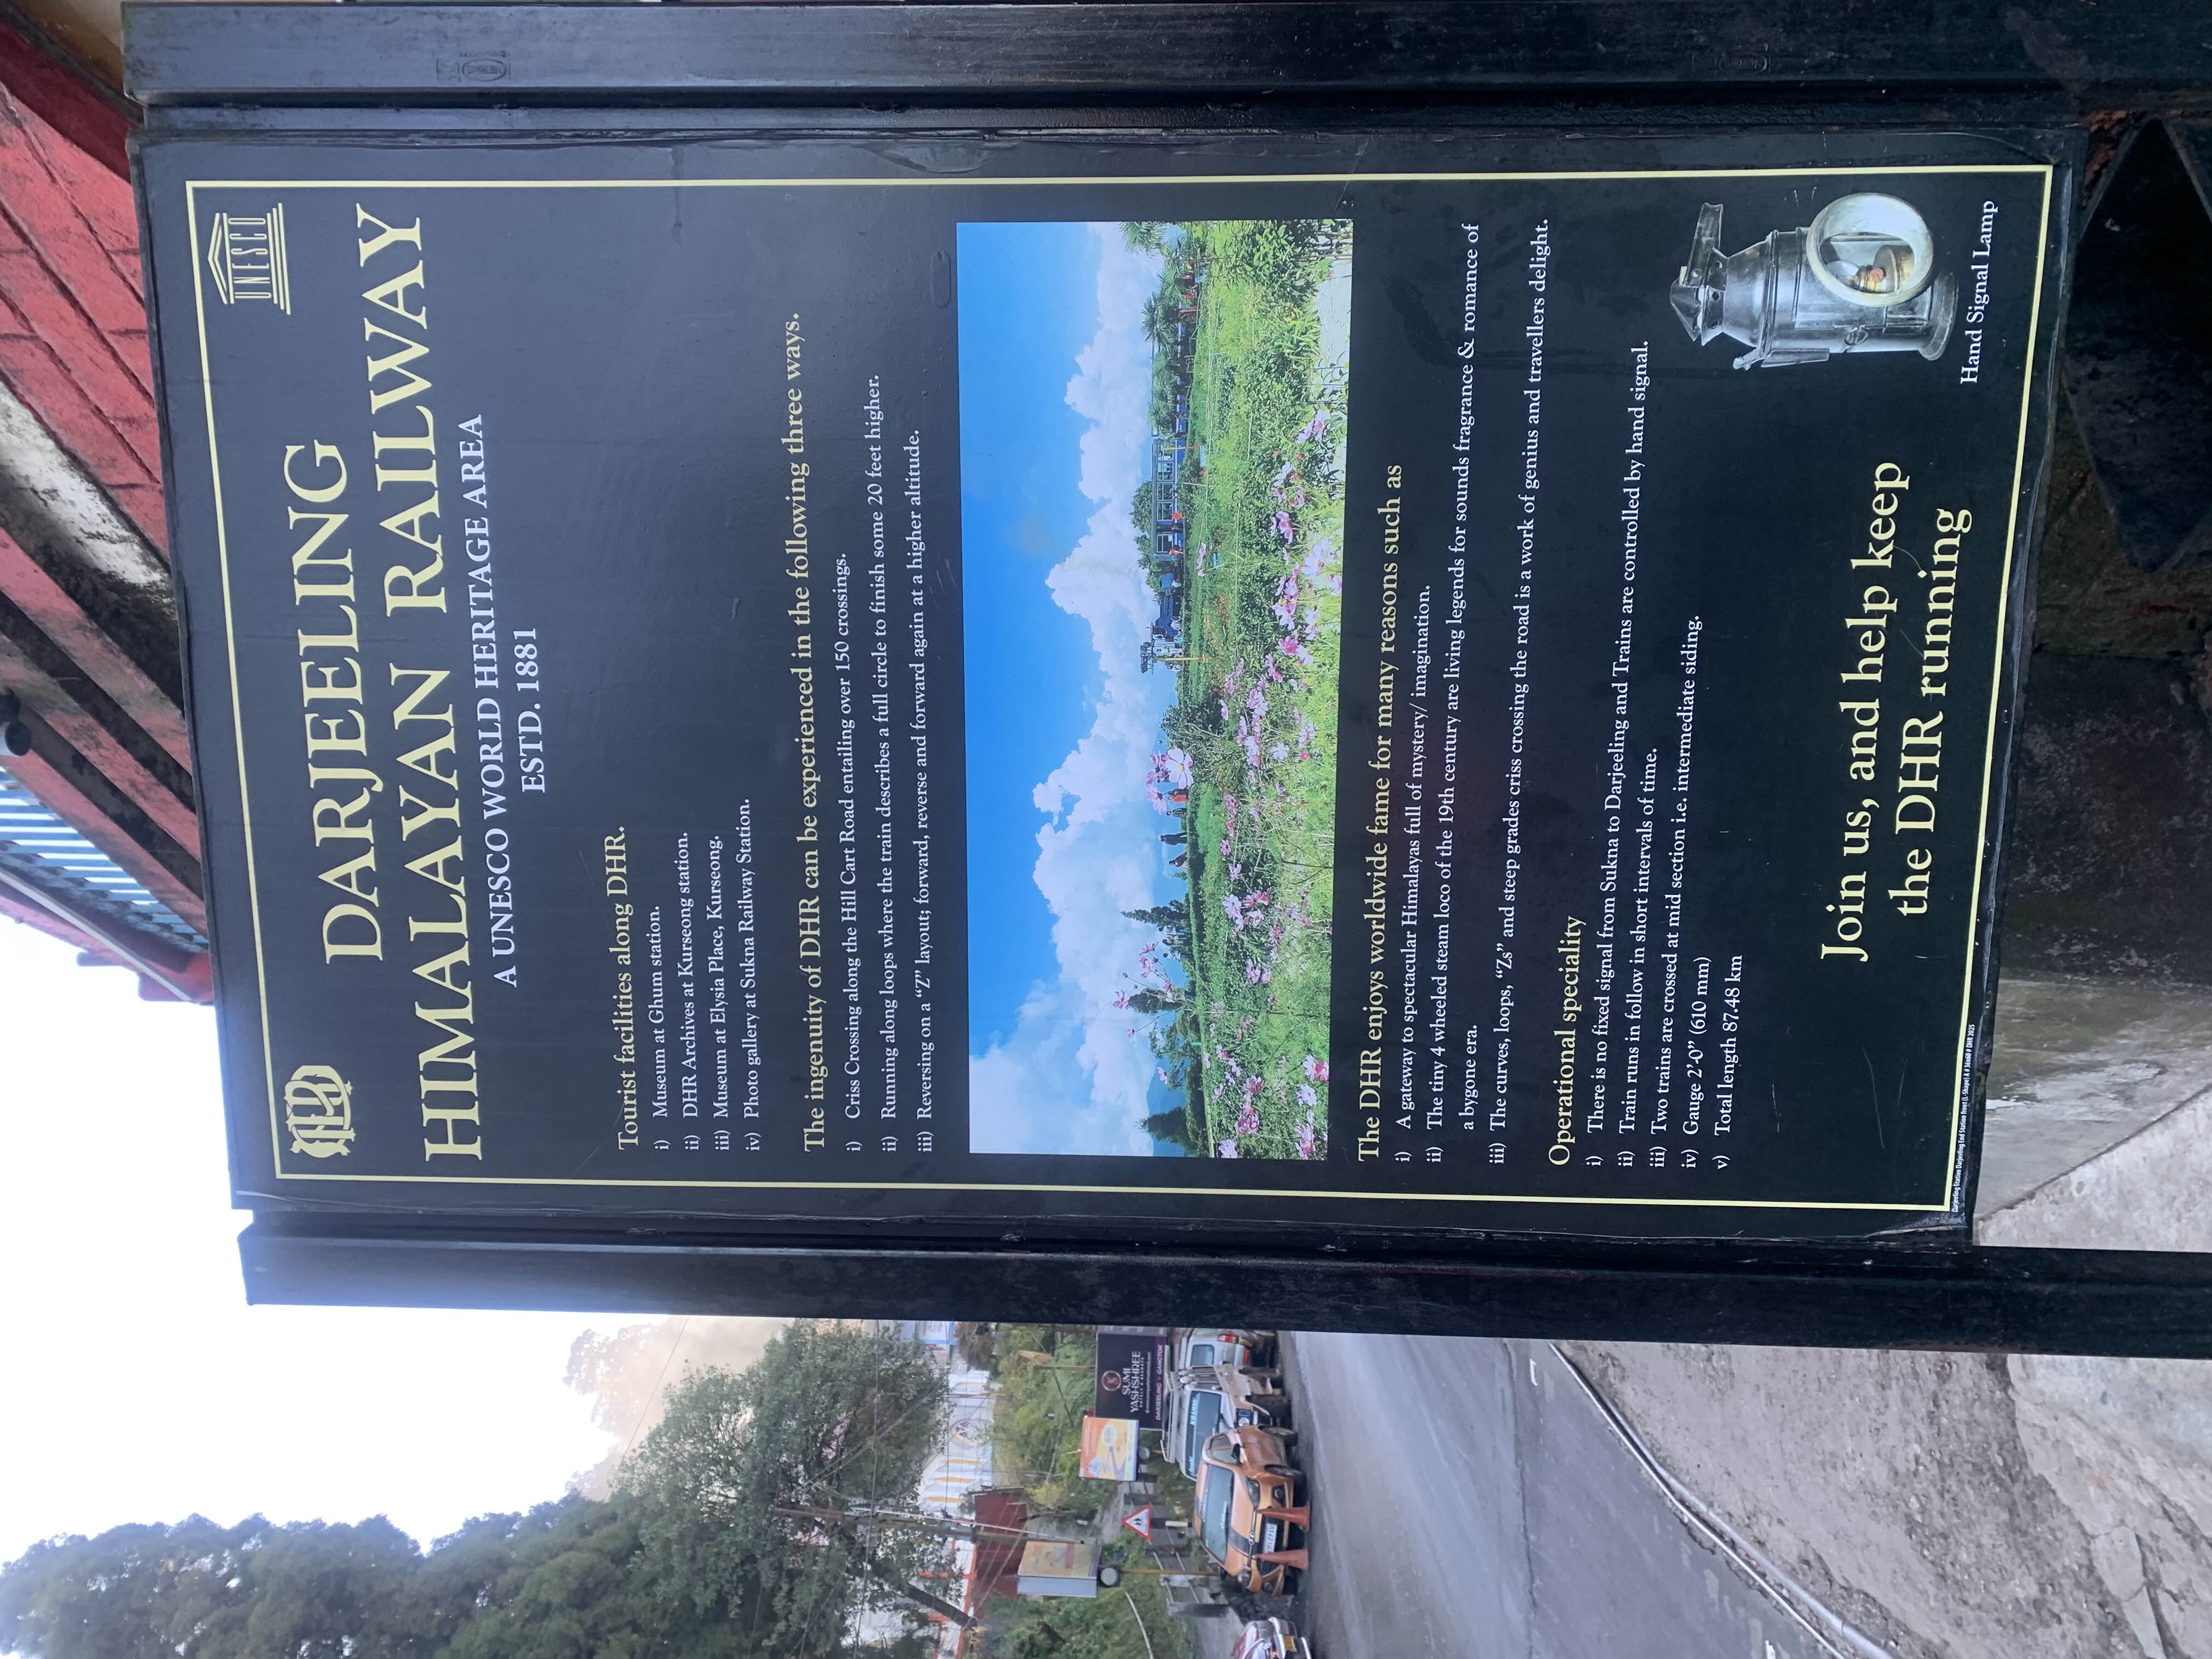 UNESCO
DHR
DARJEELING
HIMALAYAN RAILWAY
A UNESCO WORLD HERITAGE AREA
ESTD. 1881
Tourist facilities along DHR.
i) Museum at Ghum station.
ii) DHR Archives at Kurseong station.
iii) Museum at Elysia Place, Kurseong.
iv) Photo gallery at Sukna Railway Station.
The ingenuity of DHR can be experienced in the following three ways.
i) Criss Crossing along the Hill Cart Road entailing over 150 crossings.
ii) Running along loops where the train describes a full circle to finish some 20 feet higher.
iii) Reversing on a “Z” layout; forward, reverse and forward again at a higher altitude.
The DHR enjoys worldwide fame for many reasons such as
i) A gateway to spectacular Himalayas full of mystery/ imagination.
ii) The tiny 4 wheeled steam loco of the 19th century are living legends for sounds fragrance & romance of
a bygone era.
iii) The curves, loops, “Zs” and steep grades criss crossing the road is a work of genius and travellers delight.
Operational speciality
i) There is no fixed signal from Sukna to Darjeeling and Trains are controlled by hand signal.
ii) Train runs in follow in short intervals of time.
iii) Two trains are crossed at mid section i.e. intermediate siding.
iv) Gauge 2’-0” (610 mm)
v) Total length 87.48 km
Join us, and help keep
the DHR running
Hand Signal Lamp
SUMI
YASHSHREE
DARJEELING - GANGTOK